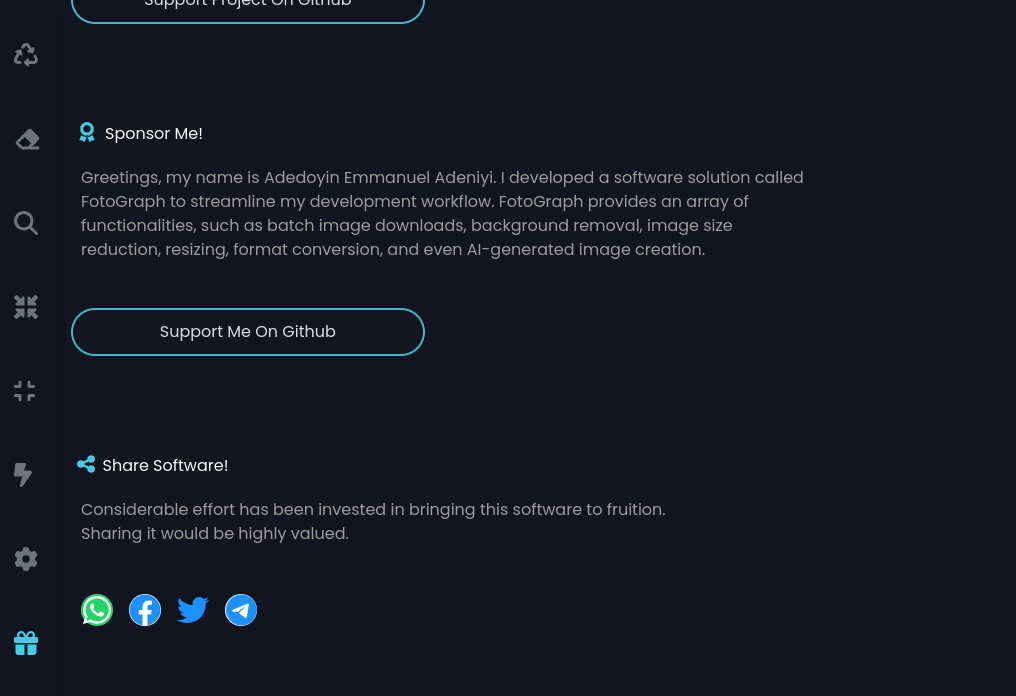 Support Project On Github
Sponsor Me!
Greetings, my name is Adedoyin Emmanuel Adeniyi. I developed a software solution called
FotoGraph to streamline my development workflow. FotoGraph provides an array of
functionalities, such as batch image downloads, background removal, image size
reduction, resizing, format conversion, and even AI-generated image creation.
Support Me On Github
Share Software!
Considerable effort has been invested in bringing this software to fruition.
Sharing it would be highly valued.